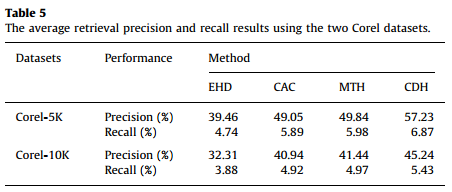 Table 5
The average retrieval precision and recall results using the two Corel datasets.
Datasets Performance Method
EHD CAC MTH CDH
Corel-5K Precision (%) 39.46 49.05 49.84 57.23
Recall (%) 4.74 5.89 5.98 6.87
Corel-10K Precision (%) 32.31 40.94 41.44 45.24
Recall (%) 3.88 4.92 4.97 5.43